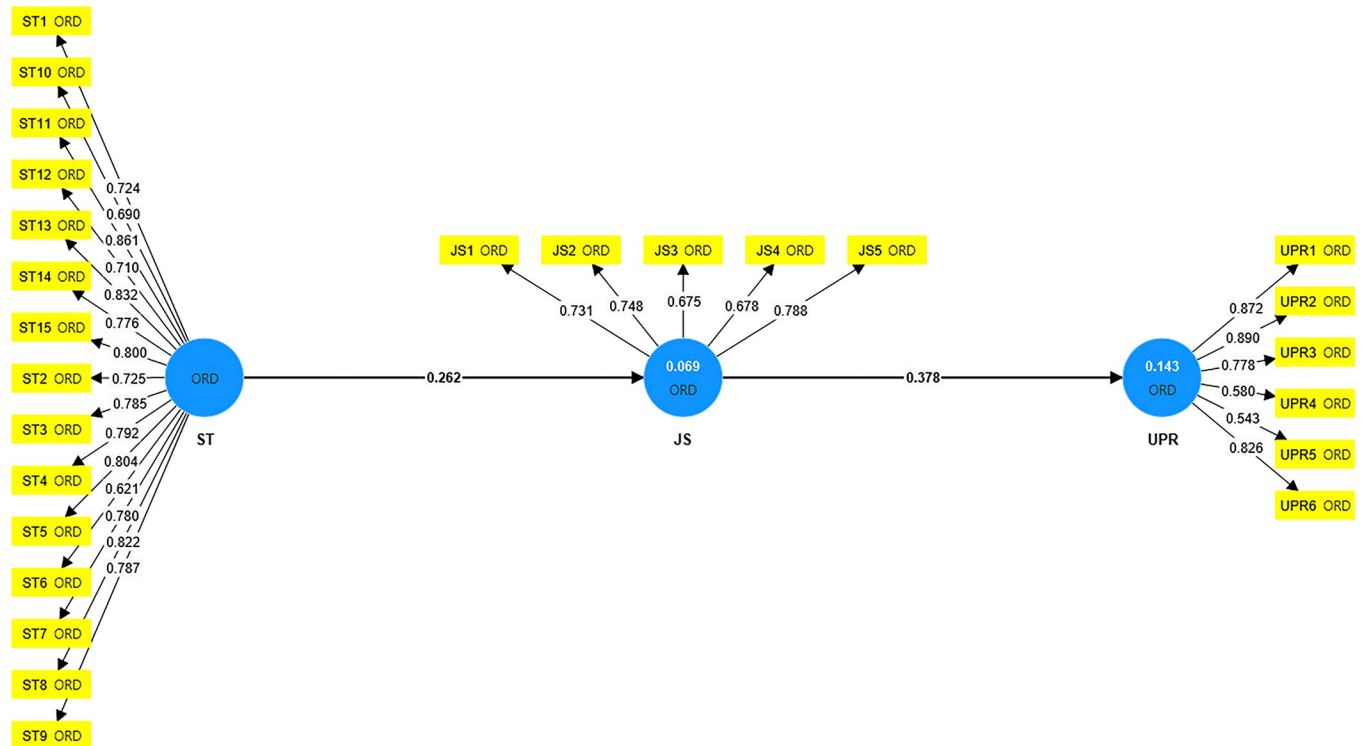 ST1 ORD
ST10 ORD
ST11 ORD
ST12 ORD
ST13 ORD
ST14 ORD
ST15 ORD
ST2 ORD
ST3 ORD
ST4 ORD
ST5 ORD
ST6 ORD
ST7 ORD
ST8 ORD
ST9 ORD
0.724
0.690
0.861
0.710
0.832
0.776
0.800
0.725
0.785
0.792
0.804
0.621
0.780
0.822
0.787
ORD
ST
0.262
JS1 ORD JS2 ORD JS3 ORD JS4 ORD JS5 ORD
0.731 0.748 0.675 0.678 0.788
0.069
ORD
JS
0.378
0.143
ORD
UPR
0.872
0.890
0.778
0.580
0.543
0.826
UPR1 ORD
UPR2 ORD
UPR3 ORD
UPR4 ORD
UPR5 ORD
UPR6 ORD